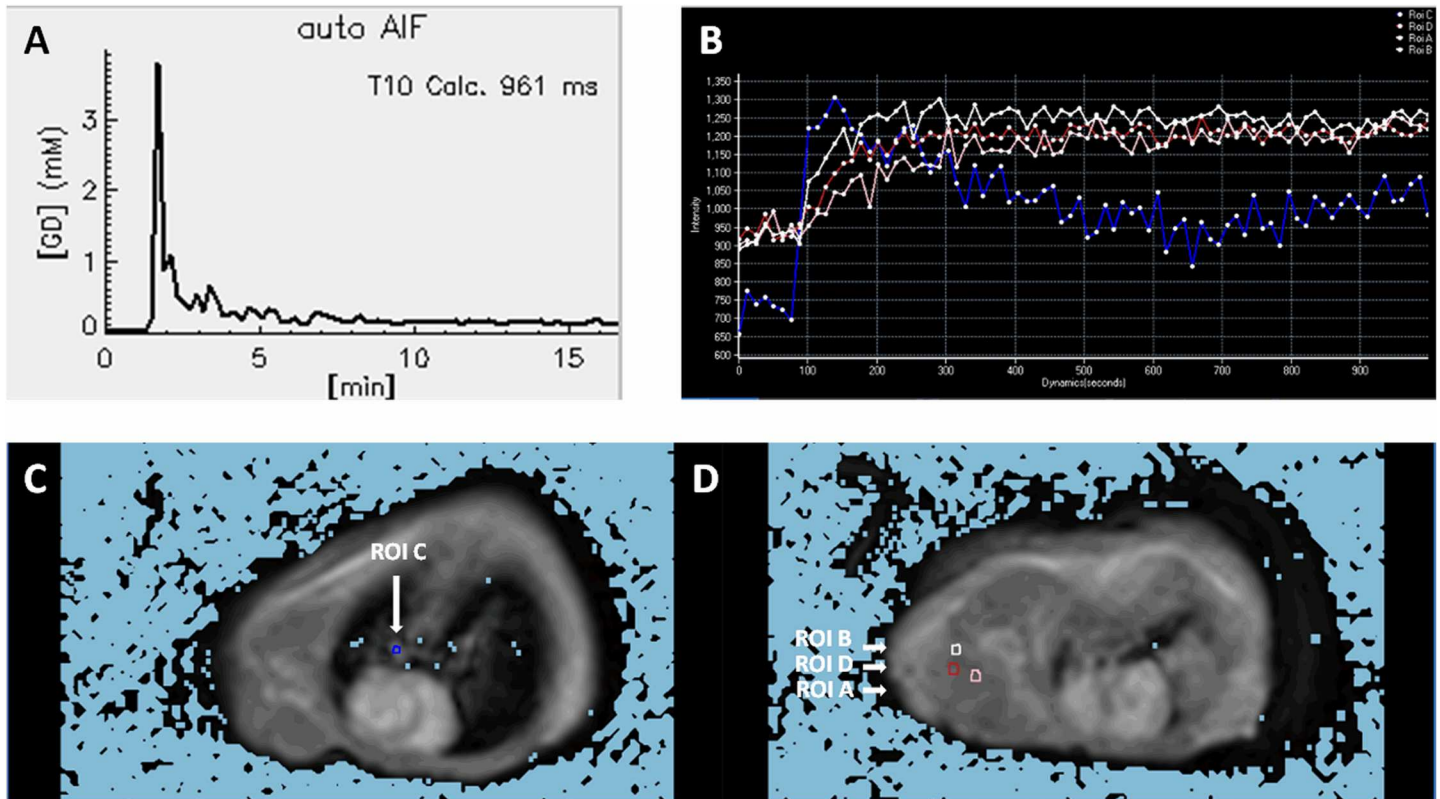 A
auto AIF
T10 Calc. 961 ms
[GD] (mM)
3
2
1
0
0 5 10 15
[min]
B
Roi C
Roi D
Roi A
Roi B
Intensity
1,350
1,300
1,250
1,200
1,150
1,100
1,050
1,000
950
900
850
800
750
700
650
600
0 100 200 300 400 500 600 700 800 900
Dynamics(seconds)
C
ROI C
D
ROI B
ROI D
ROI A